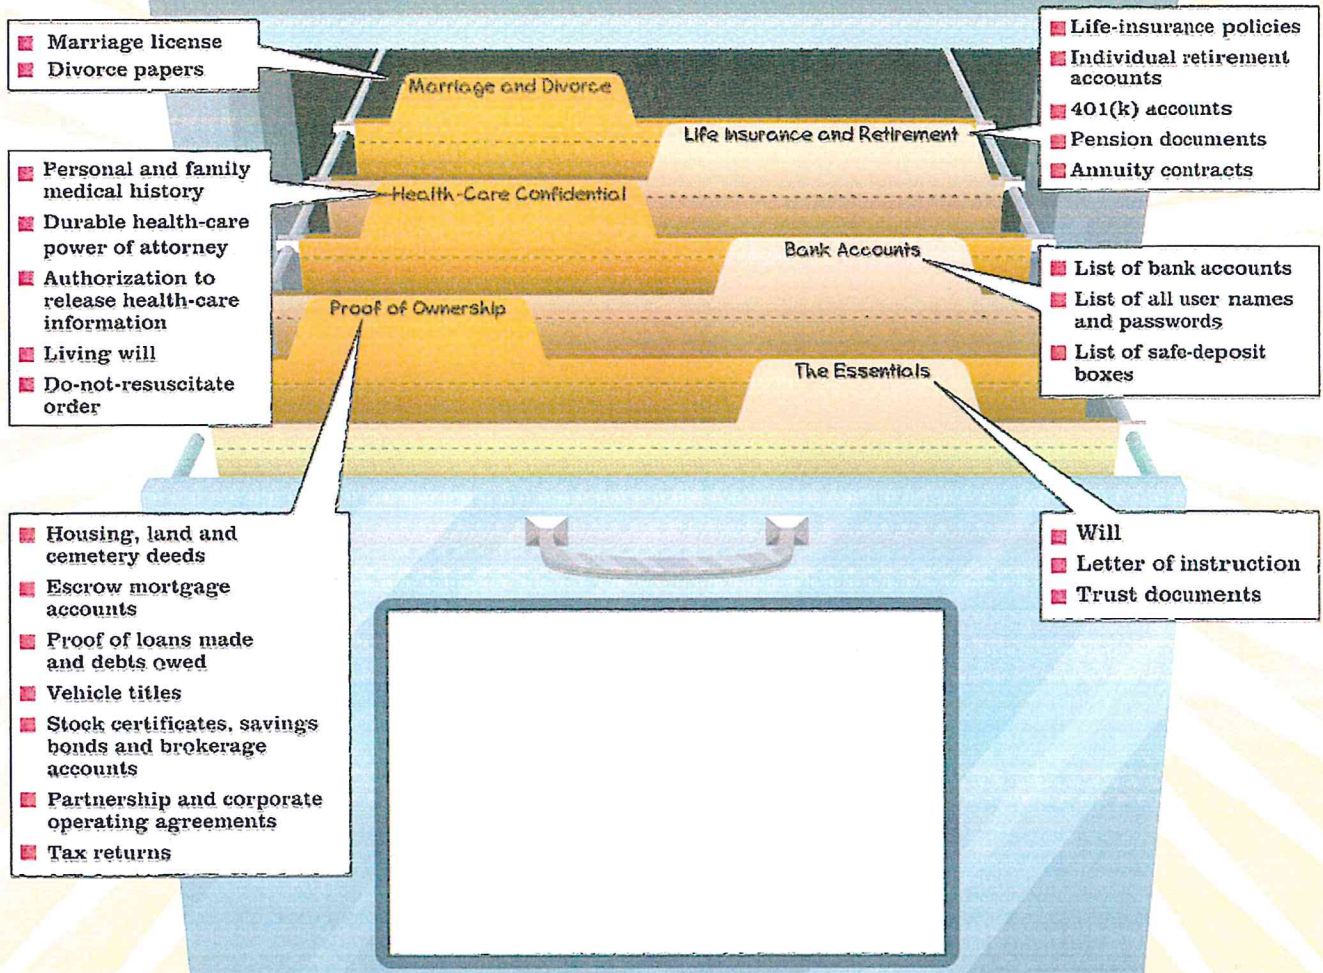 Marriage license
Divorce papers
Marriage and Divorce
Life-insurance policies
Individual retirement
accounts
401(k) accounts
Pension documents
Annuity contracts
Life Insurance and Retirement
Personal and family
medical history
Durable health-care
power of attorney
Authorization to
release health-care
information
Living will
Do-not-resuscitate
order
Health-Care Confidential
Bank Accounts
List of bank accounts
List of all user names
and passwords
List of safe-deposit
boxes
Proof of Ownership
The Essentials
Housing, land and
cemetery deeds
Escrow mortgage
accounts
Proof of loans made
and debts owed
Vehicle titles
Stock certificates, savings
bonds and brokerage
accounts
Partnership and corporate
operating agreements
Tax returns
Will
Letter of instruction
Trust documents